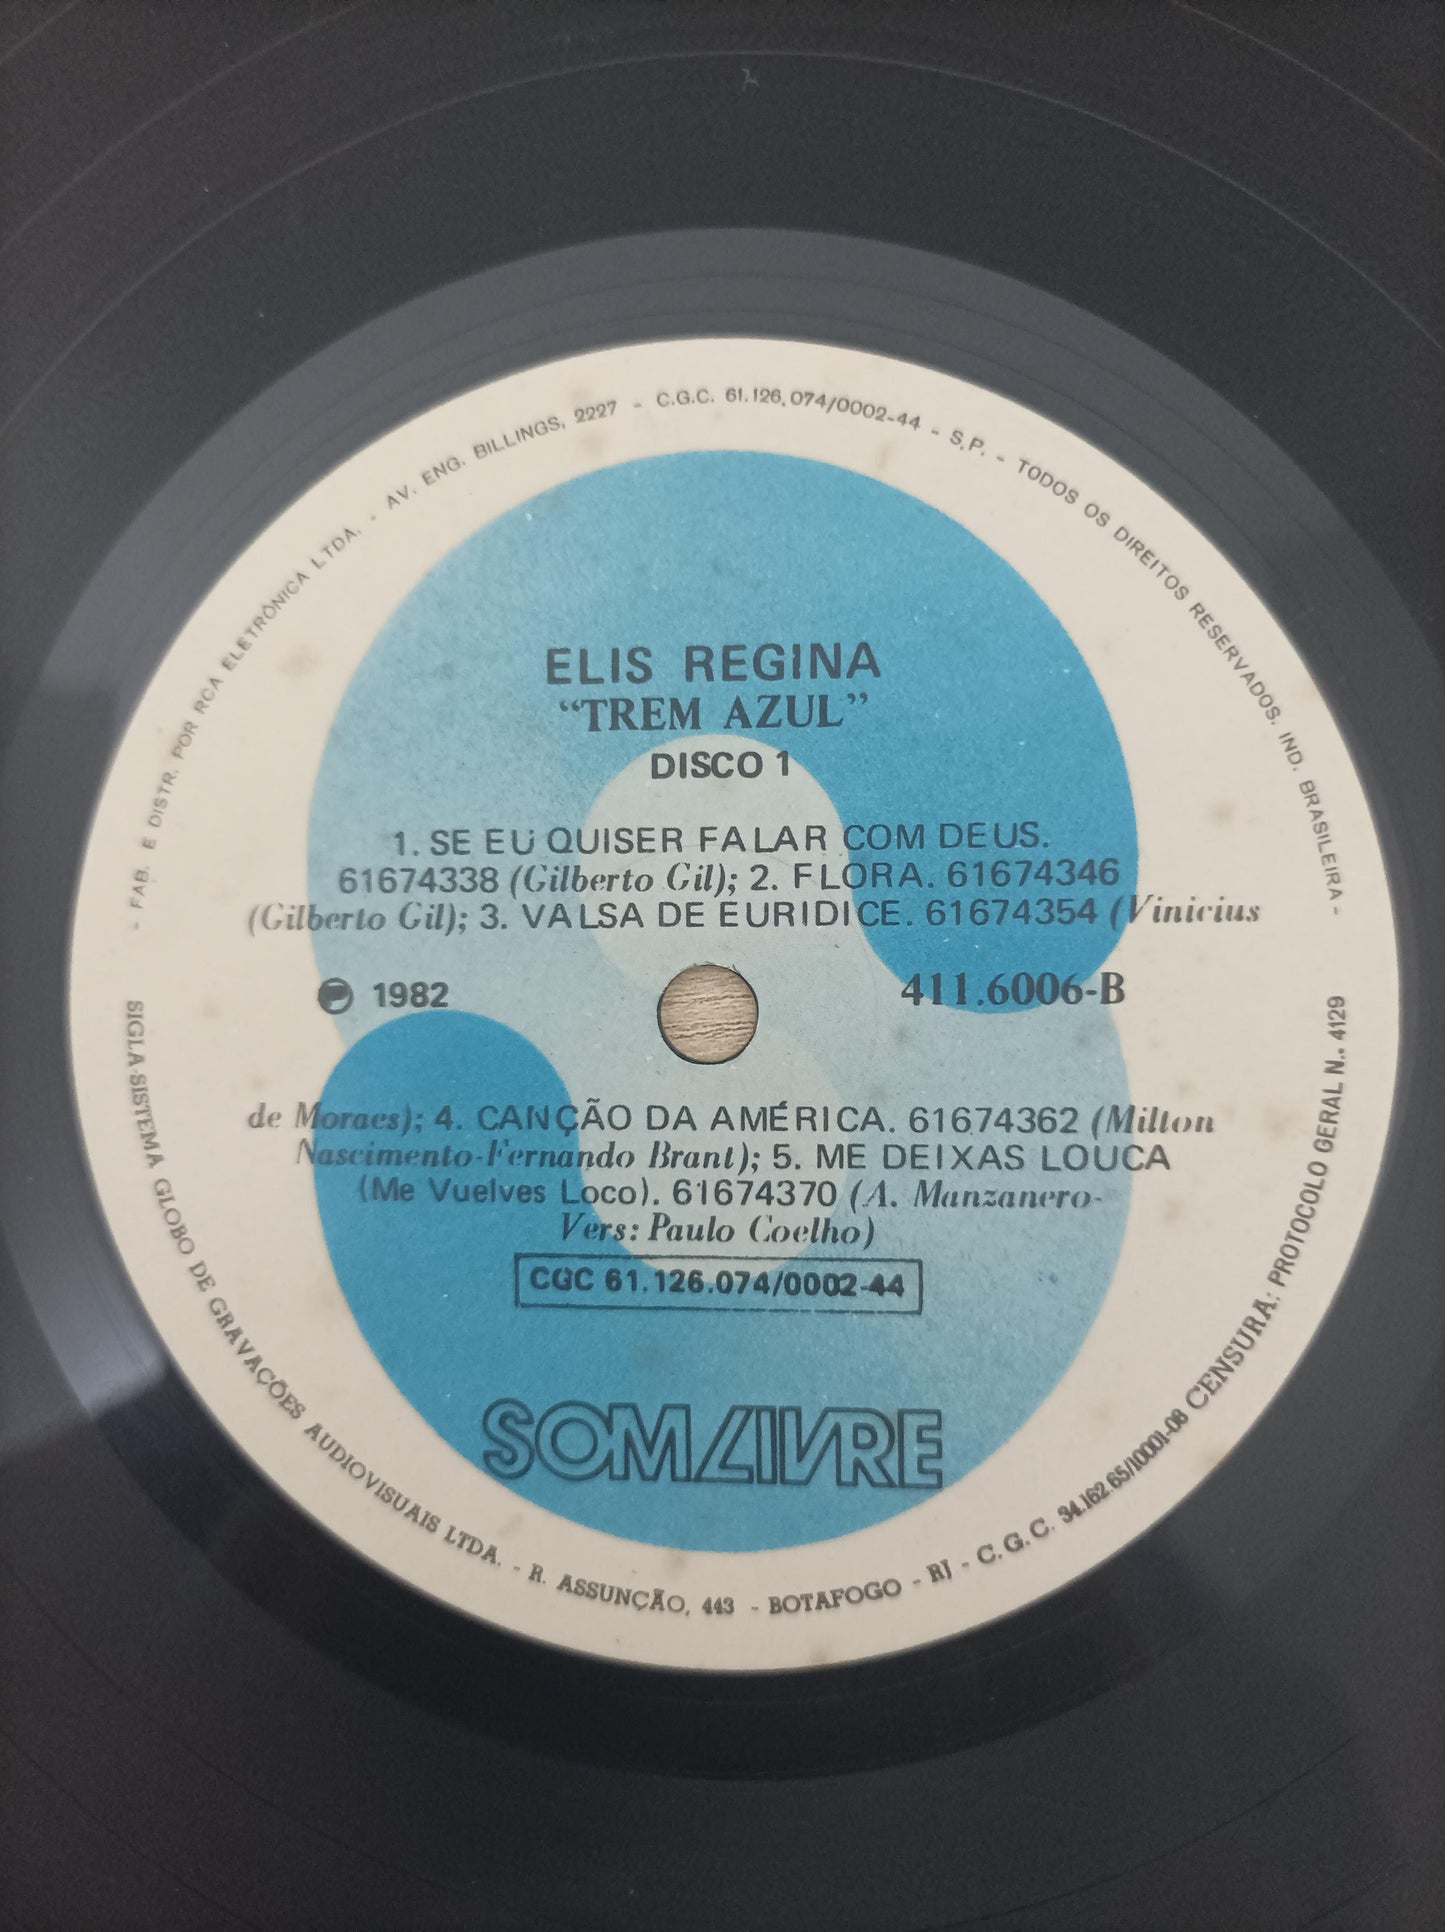 - FAB. E DISTR. POR RCA ELETRÔNICA LTDA. - AV. ENG. BILLINGS, 2227 - C.G.C. 61.126.074/0002-44 - S.P. - TODOS OS DIREITOS RESERVADOS. IND. BRASILEIRA -
ELIS REGINA
“TREM AZUL”
DISCO 1
1. SE EU QUISER FALAR COM DEUS.
61674338 (Gilberto Gil); 2. FLORA. 61674346
(Gilberto Gil); 3. VALSA DE EURIDICE. 61674354 (Vinicius
℗ 1982
411.6006-B
de Moraes); 4. CANÇÃO DA AMÉRICA. 61674362 (Milton
Nascimento-Fernando Brant); 5. ME DEIXAS LOUCA
(Me Vuelves Loco). 61674370 (A. Manzanero-
Vers: Paulo Coelho)
CGC 61.126.074/0002-44
SOM LIVRE
SIGLA-SISTEMA GLOBO DE GRAVAÇÕES AUDIOVISUAIS LTDA. - R. ASSUNÇÃO, 443 - BOTAFOGO - RJ - C.G.C. 34.162.65/10001-08 CENSURA: PROTOCOLO GERAL N.. 4129